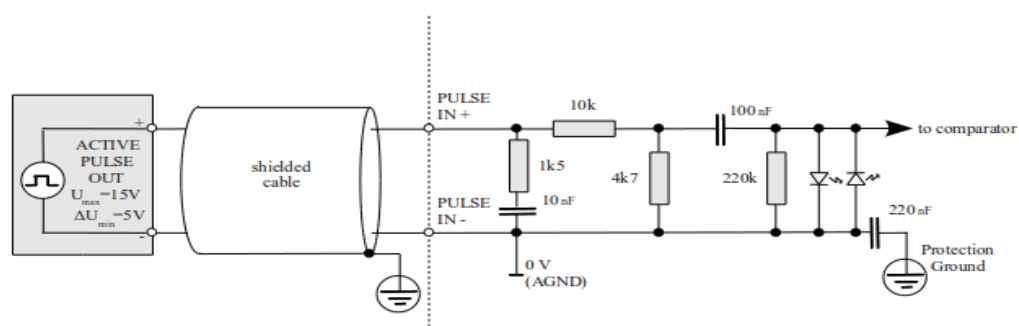 +
ACTIVE
PULSE
OUT
Umax=15V
ΔUmin=5V
-
shielded
cable
PULSE
IN +
PULSE
IN -
10k
1k5
10 nF
0 V
(AGND)
4k7
100 nF
220k
to comparator
220 nF
Protection
Ground